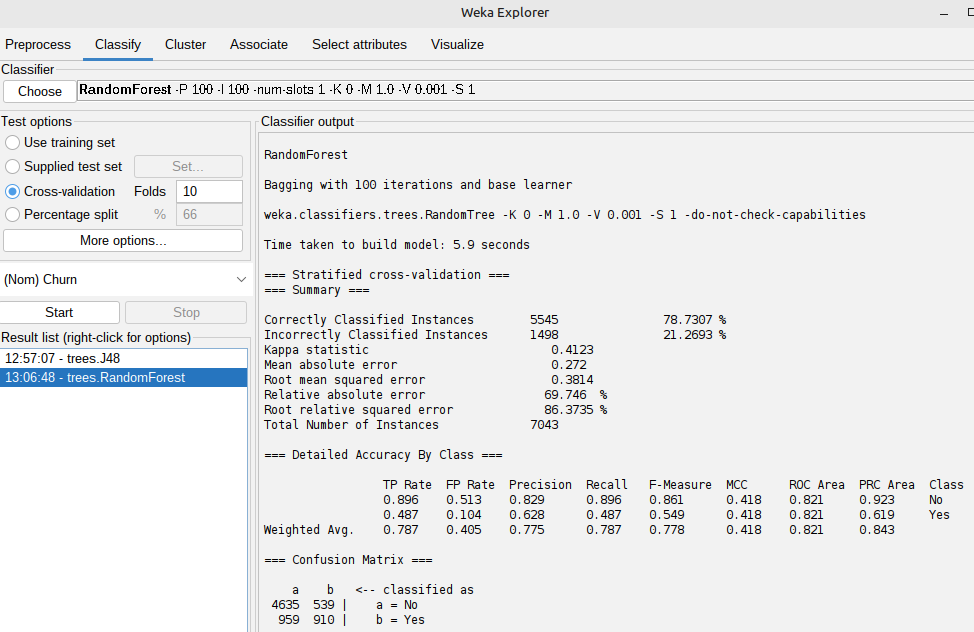 Weka Explorer
Preprocess Classify Cluster Associate Select attributes Visualize
Classifier
Choose RandomForest -P 100 -I 100 -num-slots 1 -K 0 -M 1.0 -V 0.001 -S 1
Test options
Use training set
Supplied test set Set...
Cross-validation Folds 10
Percentage split % 66
More options...
(Nom) Churn
Start Stop
Result list (right-click for options)
12:57:07 - trees.J48
13:06:48 - trees.RandomForest
Classifier output
RandomForest
Bagging with 100 iterations and base learner
weka.classifiers.trees.RandomTree -K 0 -M 1.0 -V 0.001 -S 1 -do-not-check-capabilities
Time taken to build model: 5.9 seconds
=== Stratified cross-validation ===
=== Summary ===
Correctly Classified Instances 5545 78.7307 %
Incorrectly Classified Instances 1498 21.2693 %
Kappa statistic 0.4123
Mean absolute error 0.272
Root mean squared error 0.3814
Relative absolute error 69.746 %
Root relative squared error 86.3735 %
Total Number of Instances 7043
=== Detailed Accuracy By Class ===
TP Rate FP Rate Precision Recall F-Measure MCC ROC Area PRC Area Class
0.896 0.513 0.829 0.896 0.861 0.418 0.821 0.923 No
0.487 0.104 0.628 0.487 0.549 0.418 0.821 0.619 Yes
Weighted Avg. 0.787 0.405 0.775 0.787 0.778 0.418 0.821 0.843
=== Confusion Matrix ===
a b <-- classified as
4635 539 | a = No
959 910 | b = Yes